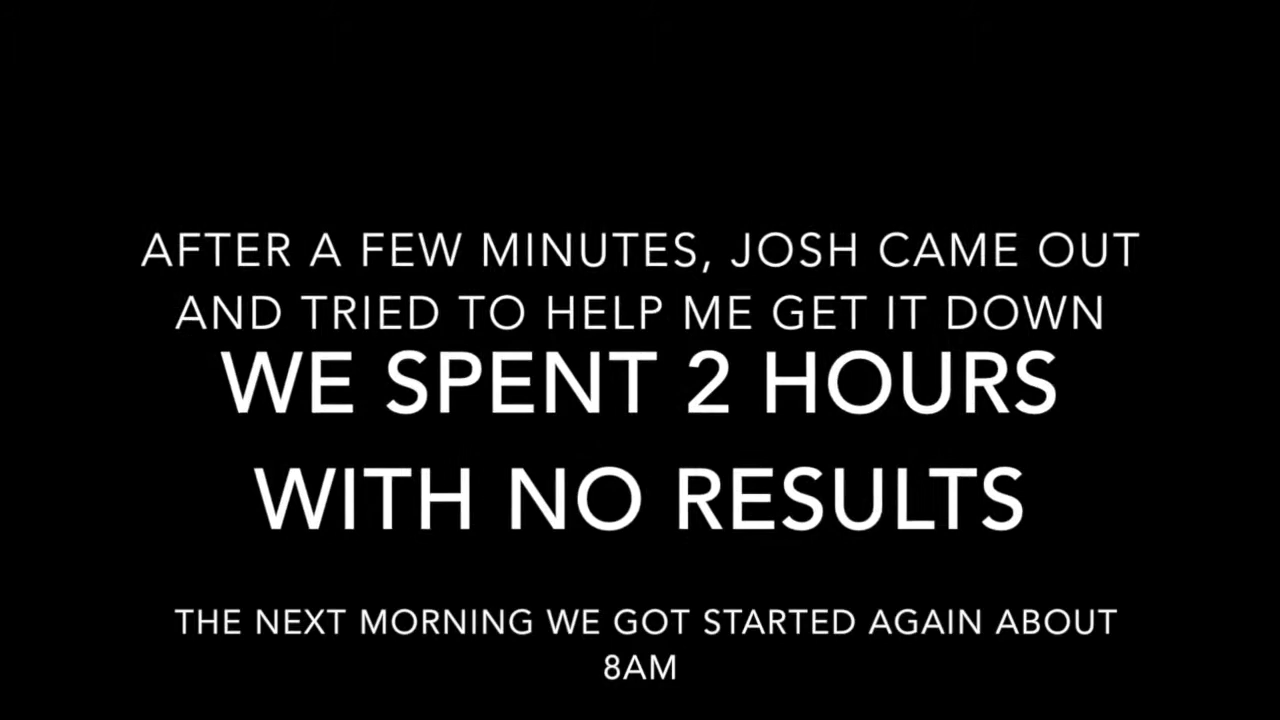 AFTER A FEW MINUTES, JOSH CAME OUT
AND TRIED TO HELP ME GET IT DOWN
WE SPENT 2 HOURS
WITH NO RESULTS
THE NEXT MORNING WE GOT STARTED AGAIN ABOUT
8AM